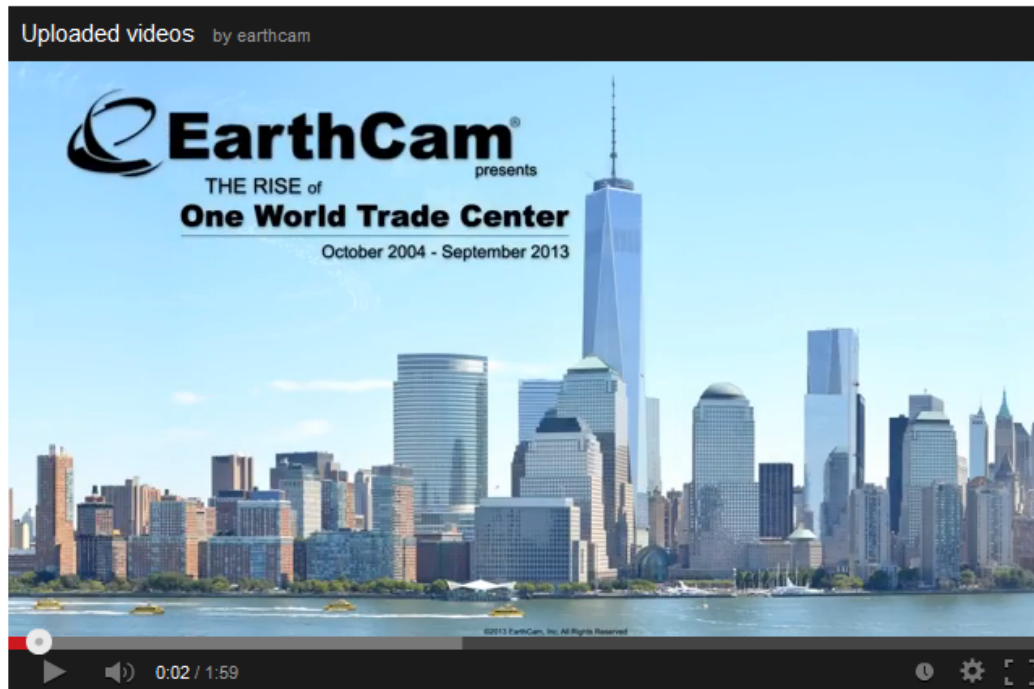 Uploaded videos by earthcam
EarthCam®
presents
THE RISE of
One World Trade Center
October 2004 - September 2013
©2013 EarthCam, Inc. All Rights Reserved
0:02 / 1:59